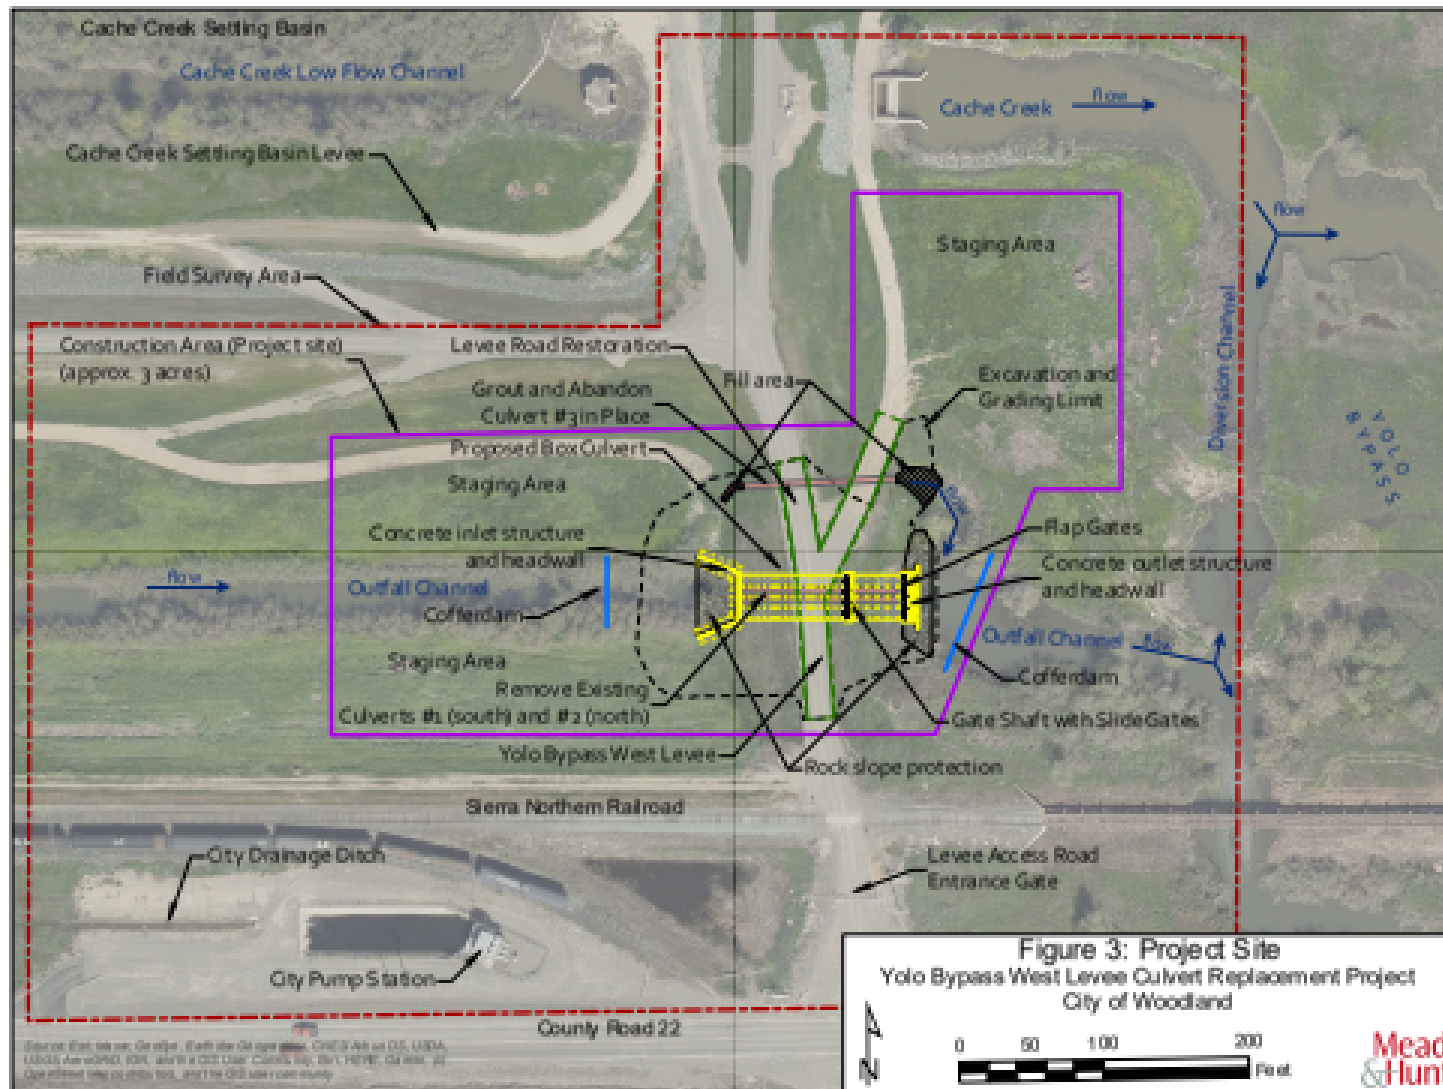 Cache Creek Settling Basin
Cache Creek Low Flow Channel
Cache Creek
flow
Cache Creek Settling Basin Levee
flow
Staging Area
Field Survey Area
Diversion Channel
Construction Area (Project site)
(approx. 3 acres)
Levee Road Restoration
Fill area
Excavation and
Grading Limit
Grout and Abandon
Culvert #3 in Place
YOLO
BYPASS
Proposed Box Culvert
Staging Area
flow
Concrete inlet structure
and headwall
Flap Gates
Concrete outlet structure
and headwall
flow
Outfall Channel
Cofferdam
Outfall Channel
flow
Staging Area
Cofferdam
Remove Existing
Culverts #1 (south) and #2 (north)
Gate Shaft with Slide Gates
Yolo Bypass West Levee
Rock slope protection
Sierra Northern Railroad
City Drainage Ditch
Levee Access Road
Entrance Gate
City Pump Station
County Road 22
Figure 3: Project Site
Yolo Bypass West Levee Culvert Replacement Project
City of Woodland
N
0 50 100 200
Feet
Mead
&Hun